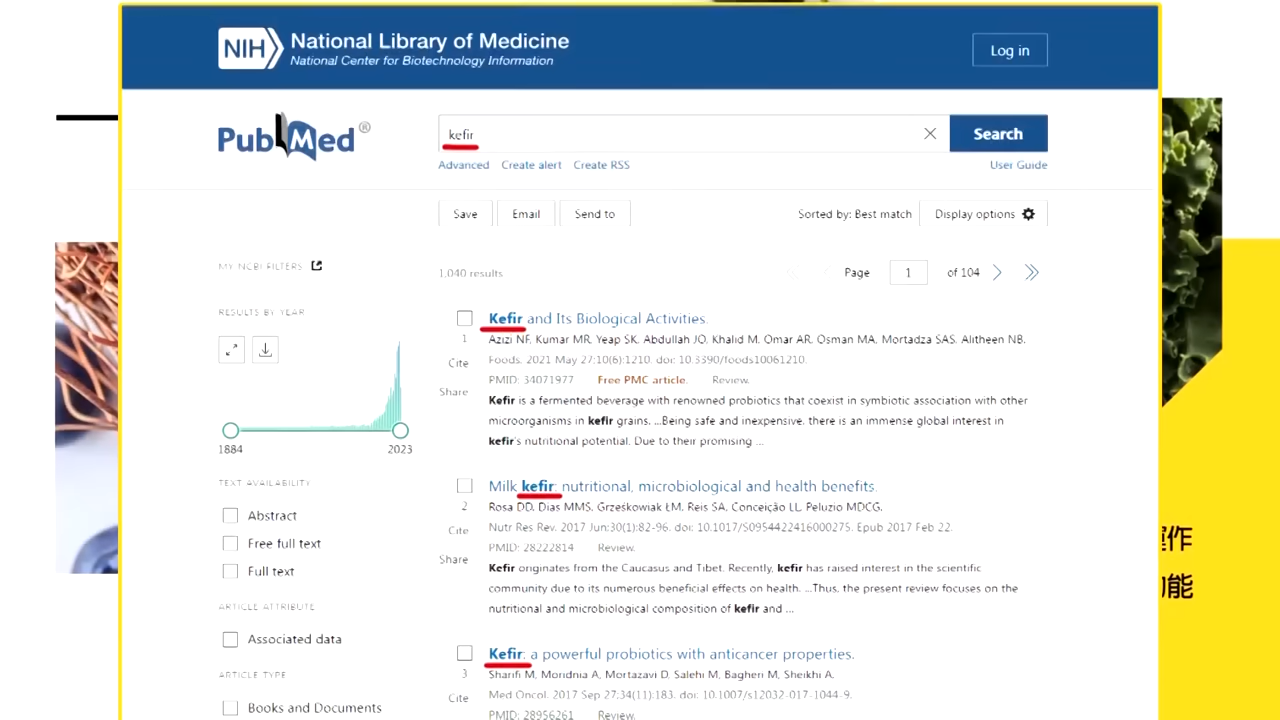 NIH National Library of Medicine
National Center for Biotechnology Information
Log in
PubMed®
kefir
Search
Advanced Create alert Create RSS
User Guide
Save Email Send to
Sorted by: Best match Display options
MY NCBI FILTERS
1,040 results
Page 1 of 104
RESULTS BY YEAR
1884 2023
TEXT AVAILABILITY
Abstract
Free full text
Full text
ARTICLE ATTRIBUTE
Associated data
ARTICLE TYPE
Books and Documents
Kefir and Its Biological Activities.
1
Azizi NF, Kumar MR, Yeap SK, Abdullah JO, Khalid M, Omar AR, Osman MA, Mortadza SAS, Alitheen NB.
Cite
Foods. 2021 May 27;10(6):1210. doi: 10.3390/foods10061210.
PMID: 34071977 Free PMC article. Review.
Share
Kefir is a fermented beverage with renowned probiotics that coexist in symbiotic association with other
microorganisms in kefir grains. ...Being safe and inexpensive, there is an immense global interest in
kefir's nutritional potential. Due to their promising ...
Milk kefir: nutritional, microbiological and health benefits.
2
Rosa DD, Dias MMS, Grześkowiak ŁM, Reis SA, Conceição LL, Peluzio MDCG.
Cite
Nutr Res Rev. 2017 Jun;30(1):82-96. doi: 10.1017/S0954422416000275. Epub 2017 Feb 22.
PMID: 28222814 Review.
Share
Kefir originates from the Caucasus and Tibet. Recently, kefir has raised interest in the scientific
community due to its numerous beneficial effects on health. ...Thus, the present review focuses on the
nutritional and microbiological composition of kefir and ...
Kefir: a powerful probiotics with anticancer properties.
3
Sharifi M, Moridnia A, Mortazavi D, Salehi M, Bagheri M, Sheikhi A.
Cite
Med Oncol. 2017 Sep 27;34(11):183. doi: 10.1007/s12032-017-1044-9.
PMID: 28956261 Review.
作
能